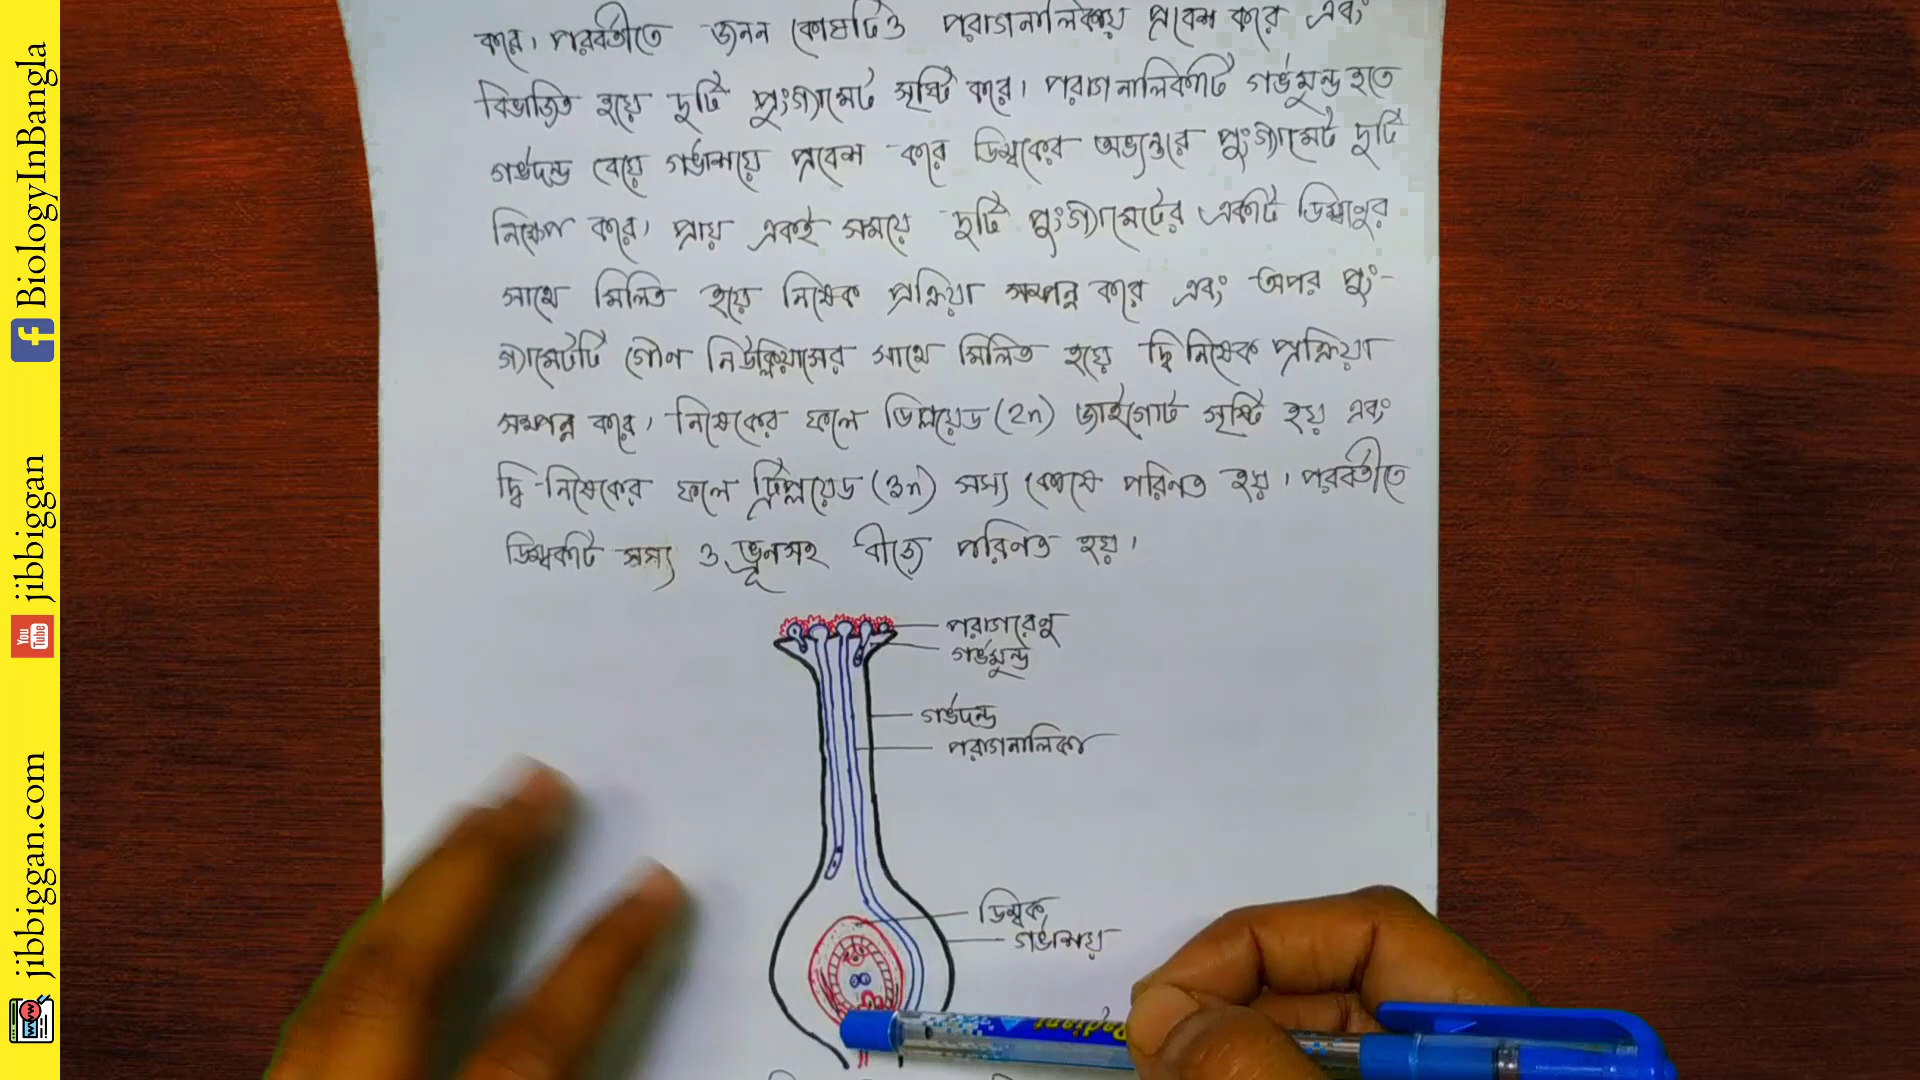 করে। পরবর্তীতে জনন কোষটিও পরাগনালিকায় প্রবেশ করে এবং
বিভাজিত হয়ে দুটি পুংগ্যামেট সৃষ্টি করে। পরাগনালিকাটি গর্ভমুন্ড হতে
গর্ভদন্ড বেয়ে গর্ভাশয়ে প্রবেশ করে ডিম্বকের অভ্যন্তরে পুংগ্যামেট দুটি
নিক্ষেপ করে। প্রায় একই সময়ে দুটি পুংগ্যামেটের একটি ডিম্বাণুর
সাথে মিলিত হয়ে নিষেক প্রক্রিয়া সম্পন্ন করে এবং অপর পুং-
গ্যামেটটি গৌণ নিউক্লিয়াসের সাথে মিলিত হয়ে দ্বি নিষেক প্রক্রিয়া
সম্পন্ন করে। নিষেকের ফলে ডিপ্লয়েড (2n) জাইগোট সৃষ্টি হয় এবং
দ্বি-নিষেকের ফলে ট্রিপ্লয়েড (3n) সস্য কোষে পরিণত হয়। পরবর্তীতে
ডিম্বকটি সস্য ও ভ্রূনসহ বীজে পরিণত হয়।
পরাগরেণু
গর্ভমুন্ড
গর্ভদন্ড
পরাগনালিকা
ডিম্বক
গর্ভাশয়
Radiant
BiologyInBangla
You Tube jibbiggan
www jibbiggan.com